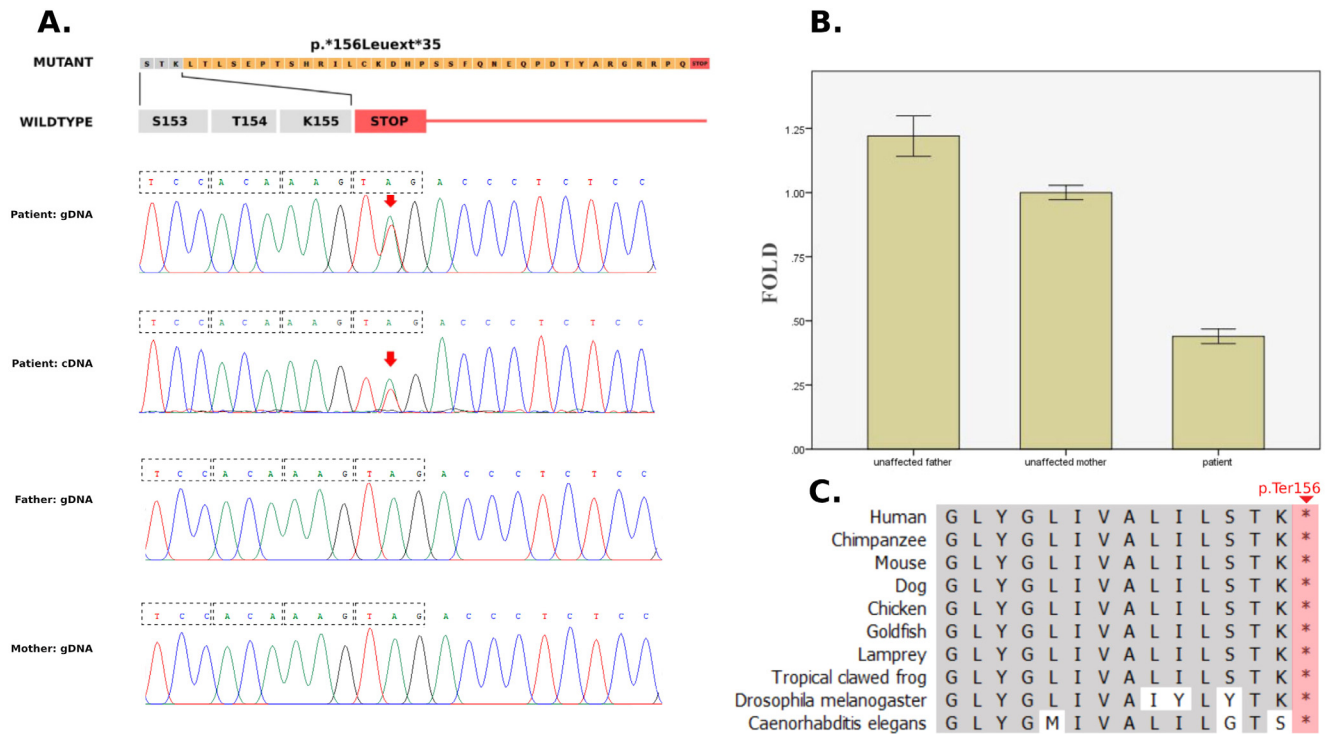 A.
p.*156Leuext*35
MUTANT
S T K L T L S E P T S H R I L C K D H P S S F Q N E Q P D T Y A R G R R P Q STOP
WILDTYPE
S153 T154 K155 STOP
T C C A C A A A G T A G A C C C T C T C C
Patient: gDNA
T C C A C A A A G T A G A C C C T C T C C
Patient: cDNA
T C C A C A A A G T A G A C C C T C T C C
Father: gDNA
T C C A C A A A G T A G A C C C T C T C C
Mother: gDNA
B.
FOLD
1.25
1.00
.75
.50
.25
.00
unaffected father unaffected mother patient
C.
p.Ter156
Human G L Y G L I V A L I L S T K *
Chimpanzee G L Y G L I V A L I L S T K *
Mouse G L Y G L I V A L I L S T K *
Dog G L Y G L I V A L I L S T K *
Chicken G L Y G L I V A L I L S T K *
Goldfish G L Y G L I V A L I L S T K *
Lamprey G L Y G L I V A L I L S T K *
Tropical clawed frog G L Y G L I V A L I L S T K *
Drosophila melanogaster G L Y G L I V A I Y L Y T K *
Caenorhabditis elegans G L Y G M I V A L I L G T S *